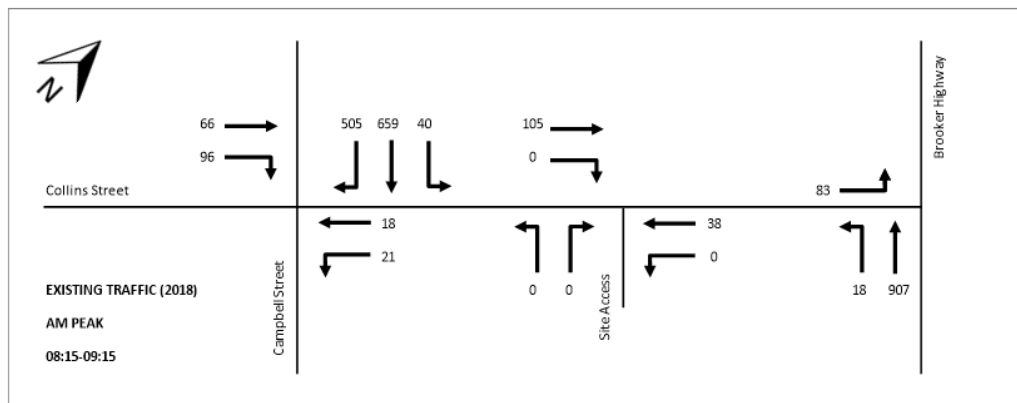 N
Brooker Highway
66
505 659 40
105
96
0
Collins Street
83
18
38
21
0
Campbell Street
EXISTING TRAFFIC (2018)
0 0
Site Access
18 907
AM PEAK
08:15-09:15